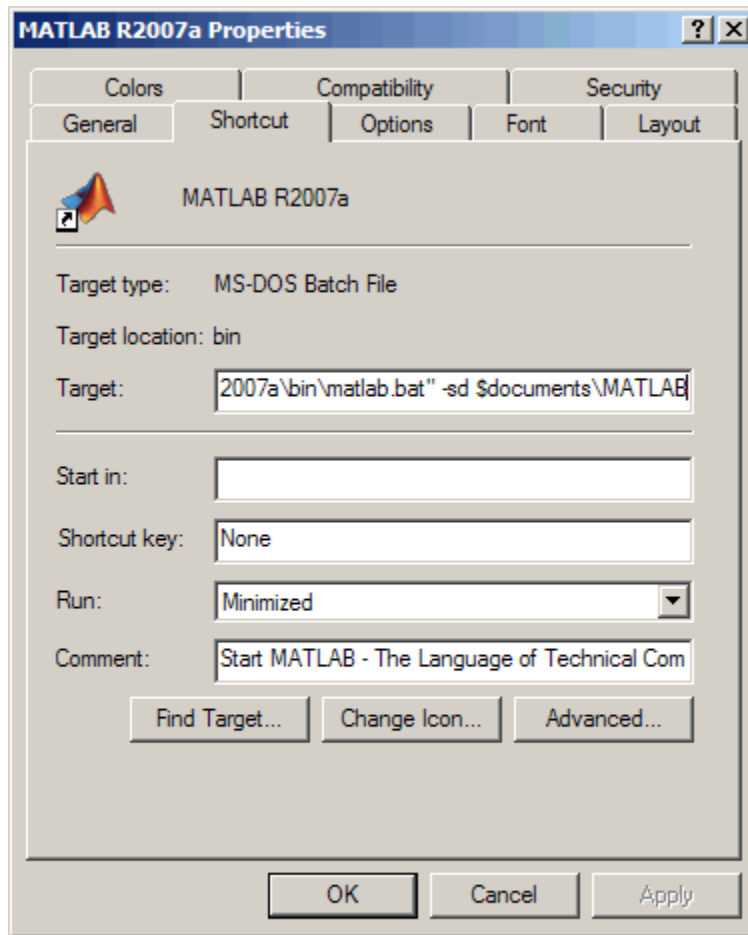 MATLAB R2007a Properties
Colors Compatibility Security
General Shortcut Options Font Layout
MATLAB R2007a
Target type: MS-DOS Batch File
Target location: bin
Target: 2007a\bin\matlab.bat" -sd $documents\MATLAB
Start in:
Shortcut key: None
Run: Minimized
Comment: Start MATLAB - The Language of Technical Com
Find Target... Change Icon... Advanced...
OK Cancel Apply